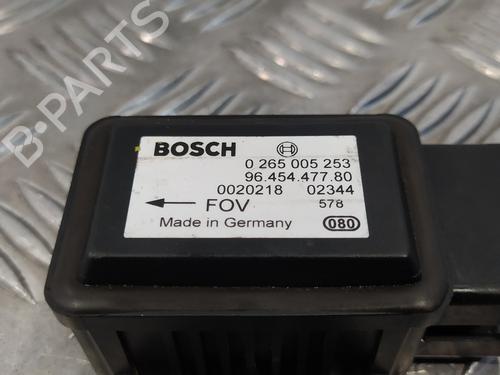 B-PARTS
BOSCH
0 265 005 253
96.454.477.80
0020218 02344
FOV 578
Made in Germany 080